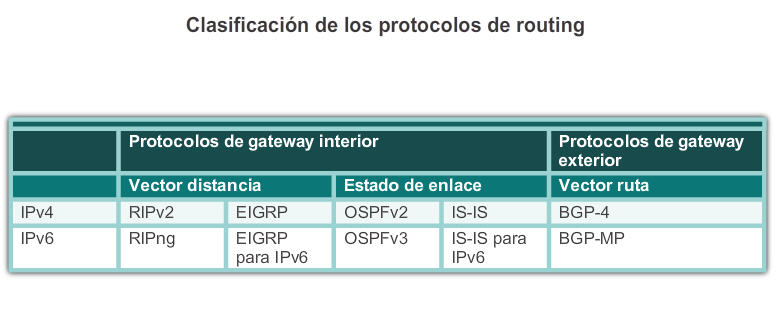 Clasificación de los protocolos de routing
Protocolos de gateway interior
Protocolos de gateway
exterior
Vector distancia
Estado de enlace
Vector ruta
IPv4
RIPv2
EIGRP
OSPFv2
IS-IS
BGP-4
IPv6
RIPng
EIGRP
para IPv6
OSPFv3
IS-IS para
IPv6
BGP-MP